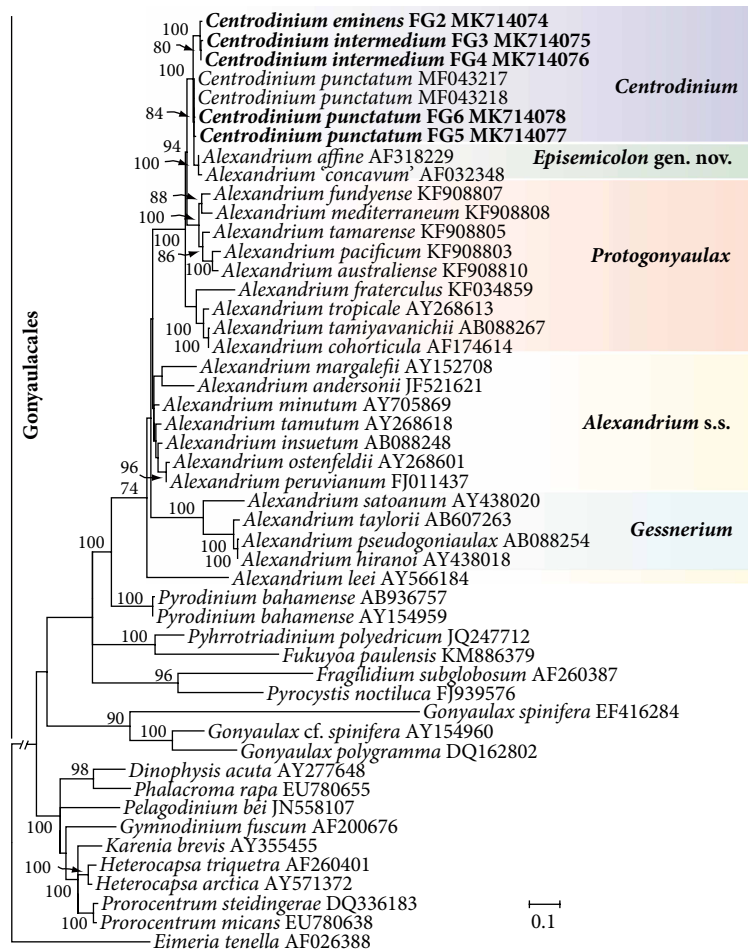 Gonyaulacales
100
Centrodinium eminens FG2 MK714074
80
Centrodinium intermedium FG3 MK714075
Centrodinium intermedium FG4 MK714076
100
Centrodinium punctatum MF043217
Centrodinium punctatum MF043218
84
Centrodinium punctatum FG6 MK714078
Centrodinium punctatum FG5 MK714077
Centrodinium
94
Alexandrium affine AF318229
100
Alexandrium ‘concavum’ AF032348
Episemicolon gen. nov.
88
Alexandrium fundyense KF908807
100
Alexandrium mediterraneum KF908808
100
Alexandrium tamarense KF908805
86
Alexandrium pacificum KF908803
100
Alexandrium australiense KF908810
Protogonyaulax
Alexandrium fraterculus KF034859
Alexandrium tropicale AY268613
100
Alexandrium tamiyavanichii AB088267
100
Alexandrium cohorticula AF174614
Alexandrium margalefii AY152708
Alexandrium andersonii JF521621
Alexandrium minutum AY705869
Alexandrium tamutum AY268618
Alexandrium s.s.
Alexandrium insuetum AB088248
Alexandrium ostenfeldii AY268601
96
Alexandrium peruvianum FJ011437
74
Alexandrium satoanum AY438020
100
Alexandrium taylorii AB607263
Gessnerium
100
Alexandrium pseudogoniaulax AB088254
100
Alexandrium hiranoi AY438018
100
Alexandrium leei AY566184
100
Pyrodinium bahamense AB936757
Pyrodinium bahamense AY154959
100
Pyhrrotriadinium polyedricum JQ247712
Fukuyoa paulensis KM886379
96
Fragilidium subglobosum AF260387
Pyrocystis noctiluca FJ939576
90
Gonyaulax spinifera EF416284
100
Gonyaulax cf. spinifera AY154960
Gonyaulax polygramma DQ162802
98
Dinophysis acuta AY277648
Phalacroma rapa EU780655
Pelagodinium bei JN558107
100
Gymnodinium fuscum AF200676
Karenia brevis AY355455
100
Heterocapsa triquetra AF260401
Heterocapsa arctica AY571372
100
Prorocentrum steidingerae DQ336183
100
Prorocentrum micans EU780638
Eimeria tenella AF026388
0.1